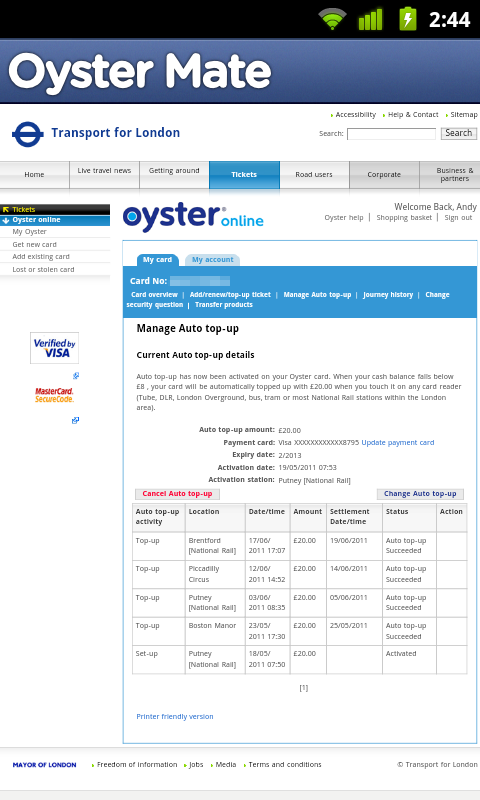 2:44
Oyster Mate
Accessibility Help & Contact Sitemap
Transport for London
Search: Search
Home Live travel news Getting around Tickets Road users Corporate Business & partners
Tickets
Oyster online
My Oyster
Get new card
Add existing card
Lost or stolen card
Verified by
VISA
MasterCard.
SecureCode.
oyster online
Welcome Back, Andy
Oyster help | Shopping basket | Sign out
My card My account
Card No:
Card overview | Add/renew/top-up ticket | Manage Auto top-up | Journey history | Change
security question | Transfer products
Manage Auto top-up
Current Auto top-up details
Auto top-up has now been activated on your Oyster card. When your cash balance falls below
£8 , your card will be automatically topped up with £20.00 when you touch it on any card reader
(Tube, DLR, London Overground, bus, tram or most National Rail stations within the London
area).
Auto top-up amount: £20.00
Payment card: Visa XXXXXXXXXXXX8795 Update payment card
Expiry date: 2/2013
Activation date: 19/05/2011 07:53
Activation station: Putney [National Rail]
Cancel Auto top-up Change Auto top-up
Auto top-up activity Location Date/time Amount Settlement Date/time Status Action
Top-up Brentford [National Rail] 17/06/2011 17:07 £20.00 19/06/2011 Auto top-up Succeeded
Top-up Piccadilly Circus 12/06/2011 14:52 £20.00 14/06/2011 Auto top-up Succeeded
Top-up Putney [National Rail] 03/06/2011 08:35 £20.00 05/06/2011 Auto top-up Succeeded
Top-up Boston Manor 23/05/2011 17:30 £20.00 25/05/2011 Auto top-up Succeeded
Set-up Putney [National Rail] 18/05/2011 07:50 £20.00 Activated
[1]
Printer friendly version
MAYOR OF LONDON Freedom of information Jobs Media Terms and conditions © Transport for London